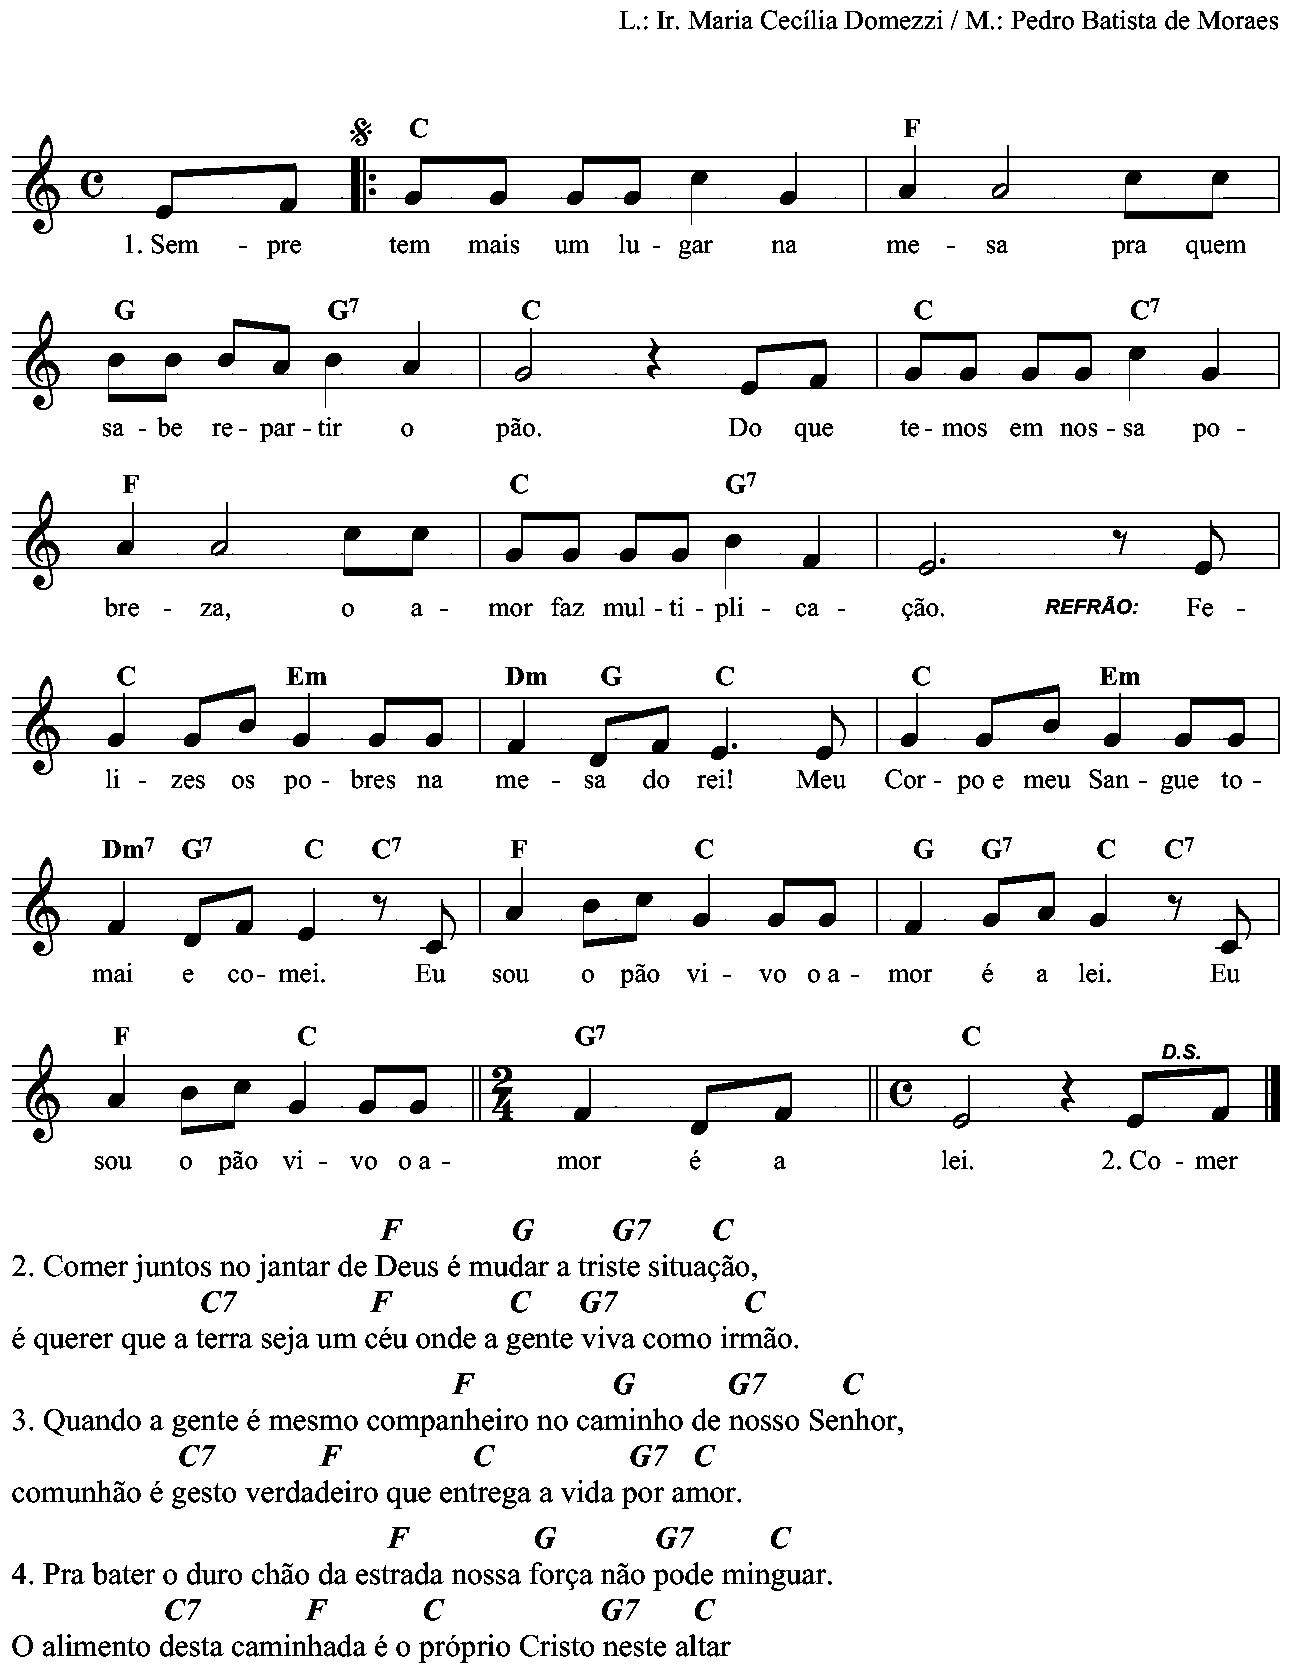 L.: Ir. Maria Cecília Domezzi / M.: Pedro Batista de Moraes
C F
1. Sem - pre tem mais um lu - gar na me - sa pra quem
G G7 C C C7
sa - be re - par - tir o pão. Do que te - mos em nos - sa po -
F C G7
bre - za, o a - mor faz mul - ti - pli - ca - ção. REFRÃO: Fe -
C Em Dm G C C Em
li - zes os po - bres na me - sa do rei! Meu Cor - po e meu San - gue to -
Dm7 G7 C C7 F C G G7 C C7
mai e co - mei. Eu sou o pão vi - vo o a - mor é a lei. Eu
F C G7 C D.S.
2
4
sou o pão vi - vo o a - mor é a lei. 2. Co - mer
F G G7 C
2. Comer juntos no jantar de Deus é mudar a triste situação,
C7 F C G7 C
é querer que a terra seja um céu onde a gente viva como irmão.
F G G7 C
3. Quando a gente é mesmo companheiro no caminho de nosso Senhor,
C7 F C G7 C
comunhão é gesto verdadeiro que entrega a vida por amor.
F G G7 C
4. Pra bater o duro chão da estrada nossa força não pode minguar.
C7 F C G7 C
O alimento desta caminhada é o próprio Cristo neste altar